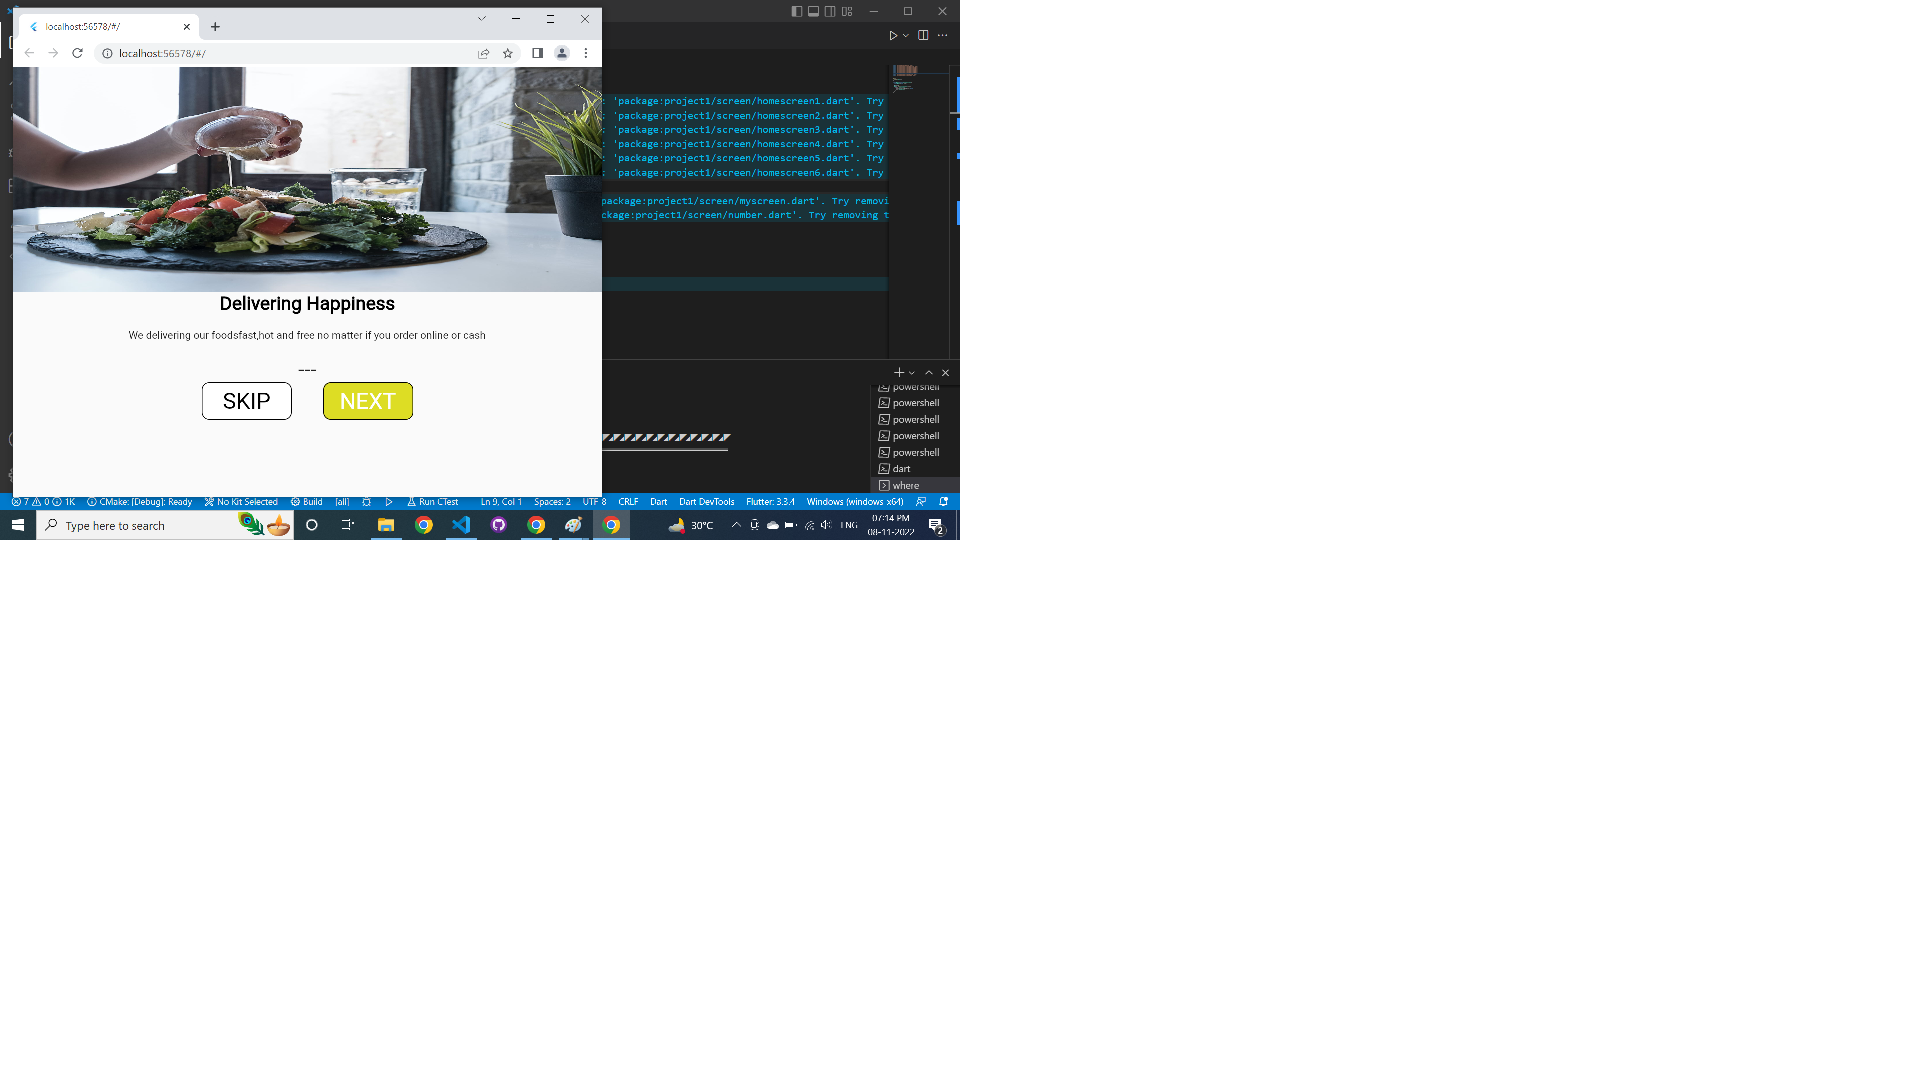 localhost:56578/#/
localhost:56578/#/
: 'package:project1/screen/homescreen1.dart'. Try
: 'package:project1/screen/homescreen2.dart'. Try
: 'package:project1/screen/homescreen3.dart'. Try
: 'package:project1/screen/homescreen4.dart'. Try
: 'package:project1/screen/homescreen5.dart'. Try
: 'package:project1/screen/homescreen6.dart'. Try
package:project1/screen/myscreen.dart'. Try removi
ckage:project1/screen/number.dart'. Try removing t
Delivering Happiness
We delivering our foodsfast,hot and free no matter if you order online or cash
---
SKIP NEXT
powershell
powershell
powershell
powershell
powershell
dart
where
7 0 1K CMake: [Debug]: Ready No Kit Selected Build [all] Run CTest Ln 9, Col 1 Spaces: 2 UTF-8 CRLF Dart Dart DevTools Flutter: 3.3.4 Windows (windows-x64)
Type here to search 30°C ENG 07:14 PM
08-11-2022 2